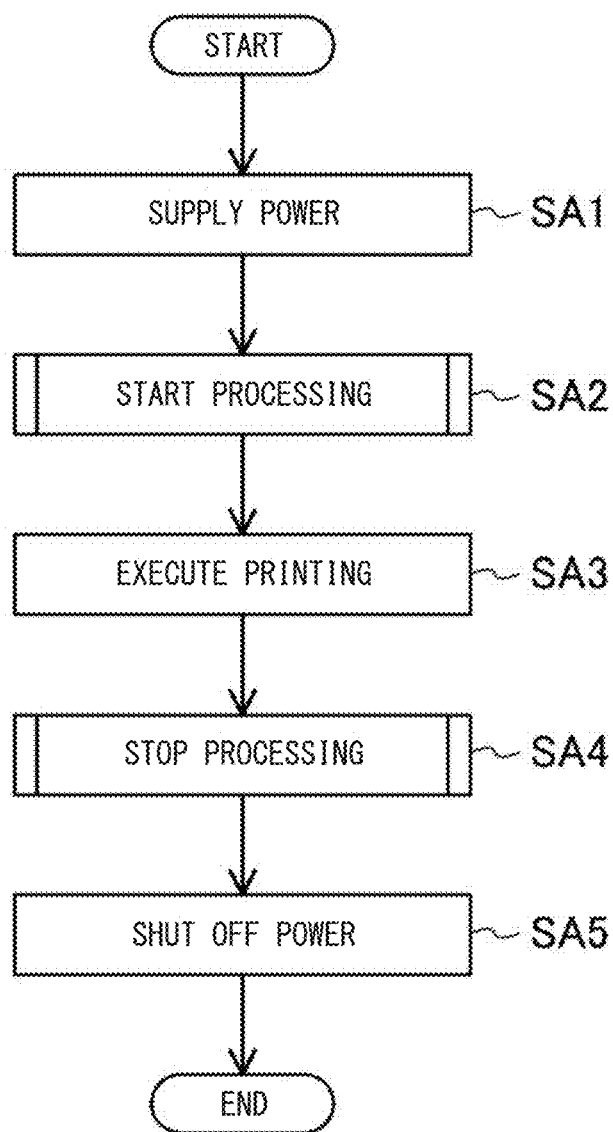 START
SUPPLY POWER SA1
START PROCESSING SA2
EXECUTE PRINTING SA3
STOP PROCESSING SA4
SHUT OFF POWER SA5
END